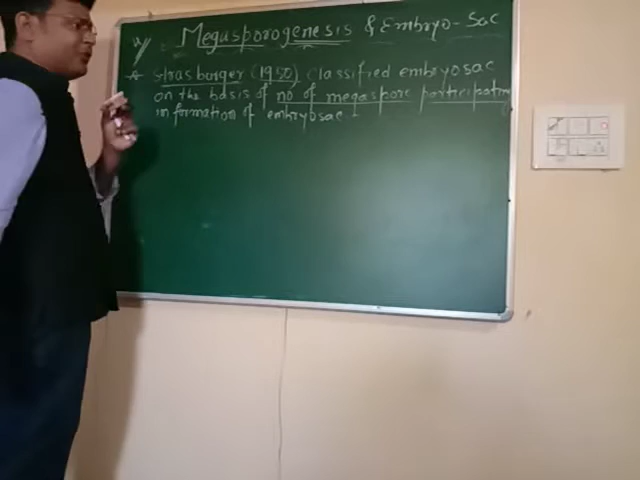 Megasporogenesis & Embryo-Sac
Strasburger (1950) Classified embryosac
on the basis of no of megaspore participating
in formation of embryosac